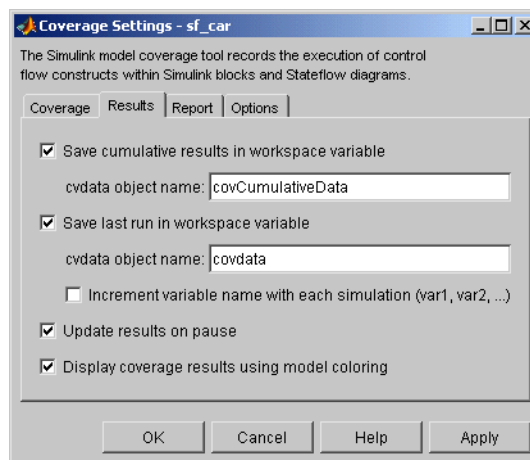 Coverage Settings - sf_car
The Simulink model coverage tool records the execution of control
flow constructs within Simulink blocks and Stateflow diagrams.
Coverage Results Report Options
Save cumulative results in workspace variable
cvdata object name: covCumulativeData
Save last run in workspace variable
cvdata object name: covdata
Increment variable name with each simulation (var1, var2, ...)
Update results on pause
Display coverage results using model coloring
OK Cancel Help Apply